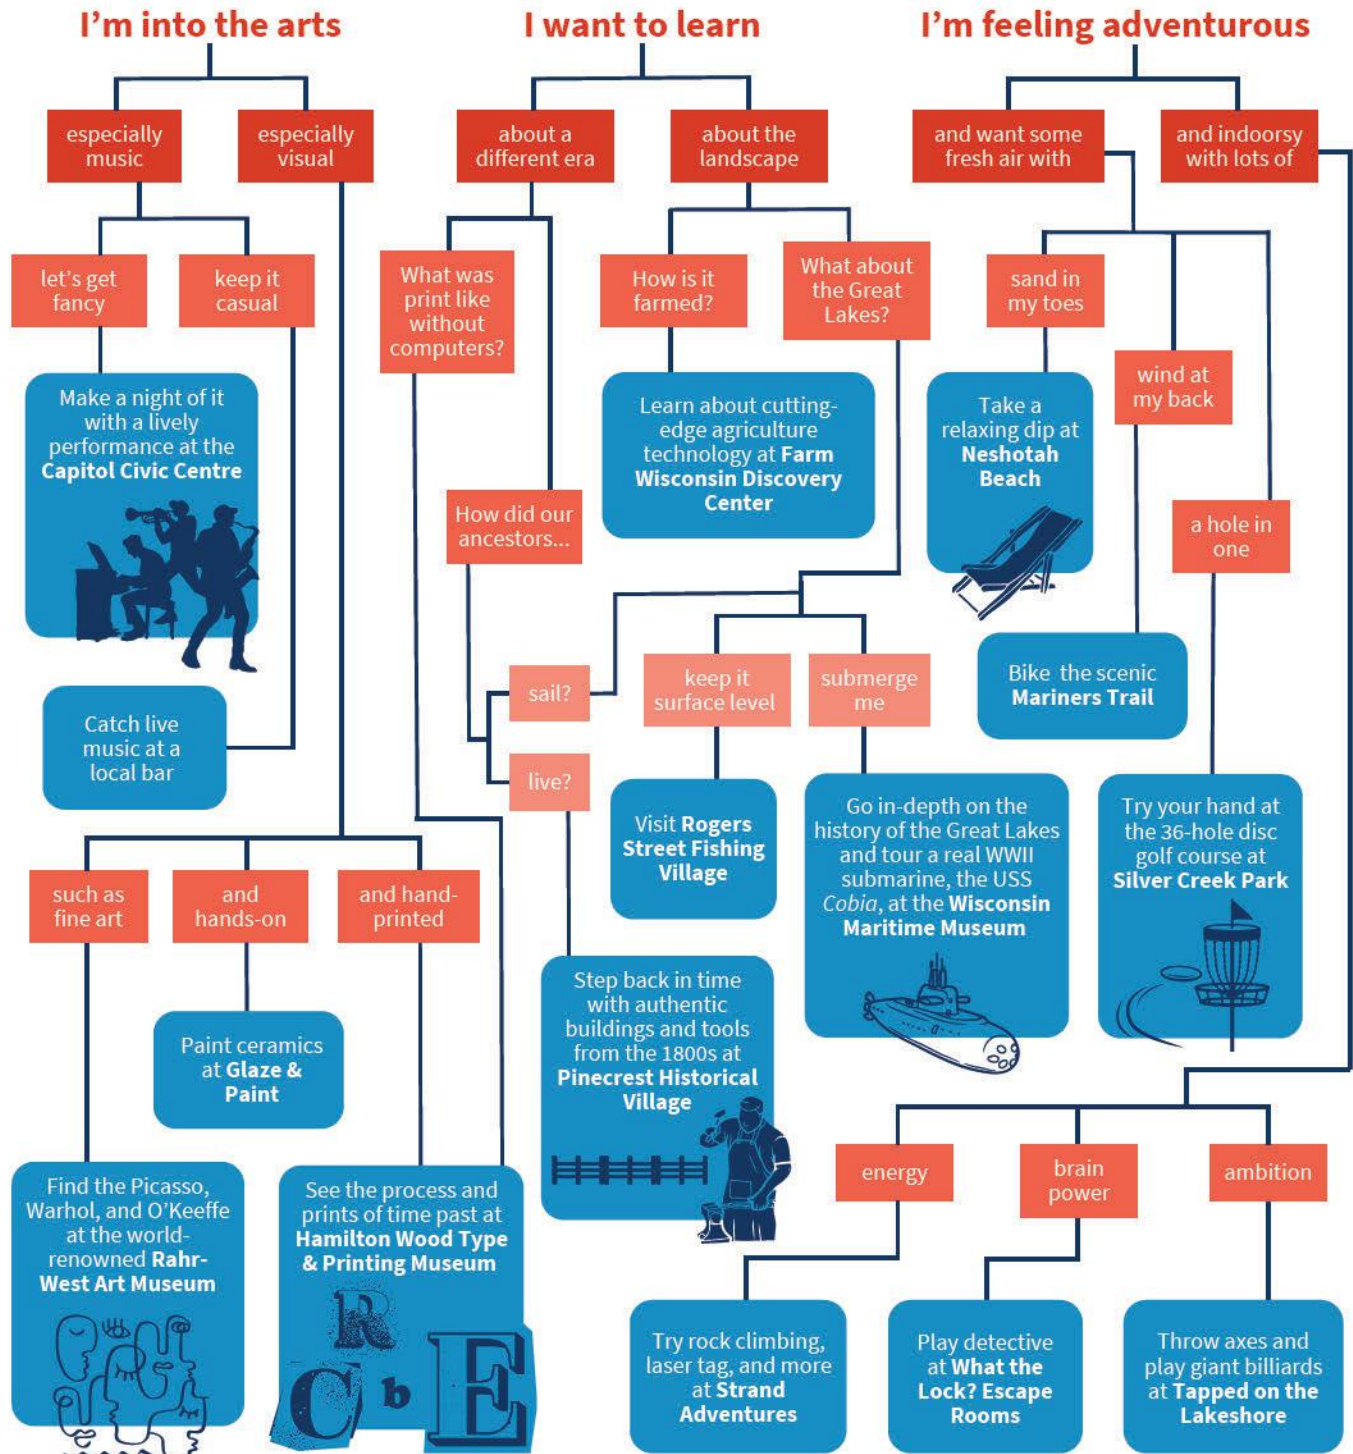 I'm into the arts
especially
music
especially
visual
let's get
fancy
keep it
casual
Make a night of it
with a lively
performance at the
Capitol Civic Centre
Catch live
music at a
local bar
such as
fine art
and
hands-on
and hand-
printed
Paint ceramics
at Glaze &
Paint
Find the Picasso,
Warhol, and O'Keeffe
at the world-
renowned Rahr-
West Art Museum
See the process and
prints of time past at
Hamilton Wood Type
& Printing Museum
R
C
b
E
I want to learn
about a
different era
about the
landscape
What was
print like
without
computers?
How did our
ancestors...
How is it
farmed?
What about
the Great
Lakes?
Learn about cutting-
edge agriculture
technology at Farm
Wisconsin Discovery
Center
sail?
live?
keep it
surface level
submerge
me
Visit Rogers
Street Fishing
Village
Go in-depth on the
history of the Great Lakes
and tour a real WWII
submarine, the USS
Cobia, at the Wisconsin
Maritime Museum
Step back in time
with authentic
buildings and tools
from the 1800s at
Pinecrest Historical
Village
I'm feeling adventurous
and want some
fresh air with
and indoorsy
with lots of
sand in
my toes
wind at
my back
a hole in
one
Take a
relaxing dip at
Neshotah
Beach
Bike the scenic
Mariners Trail
Try your hand at
the 36-hole disc
golf course at
Silver Creek Park
energy
brain
power
ambition
Try rock climbing,
laser tag, and more
at Strand
Adventures
Play detective
at What the
Lock? Escape
Rooms
Throw axes and
play giant billiards
at Tapped on the
Lakeshore